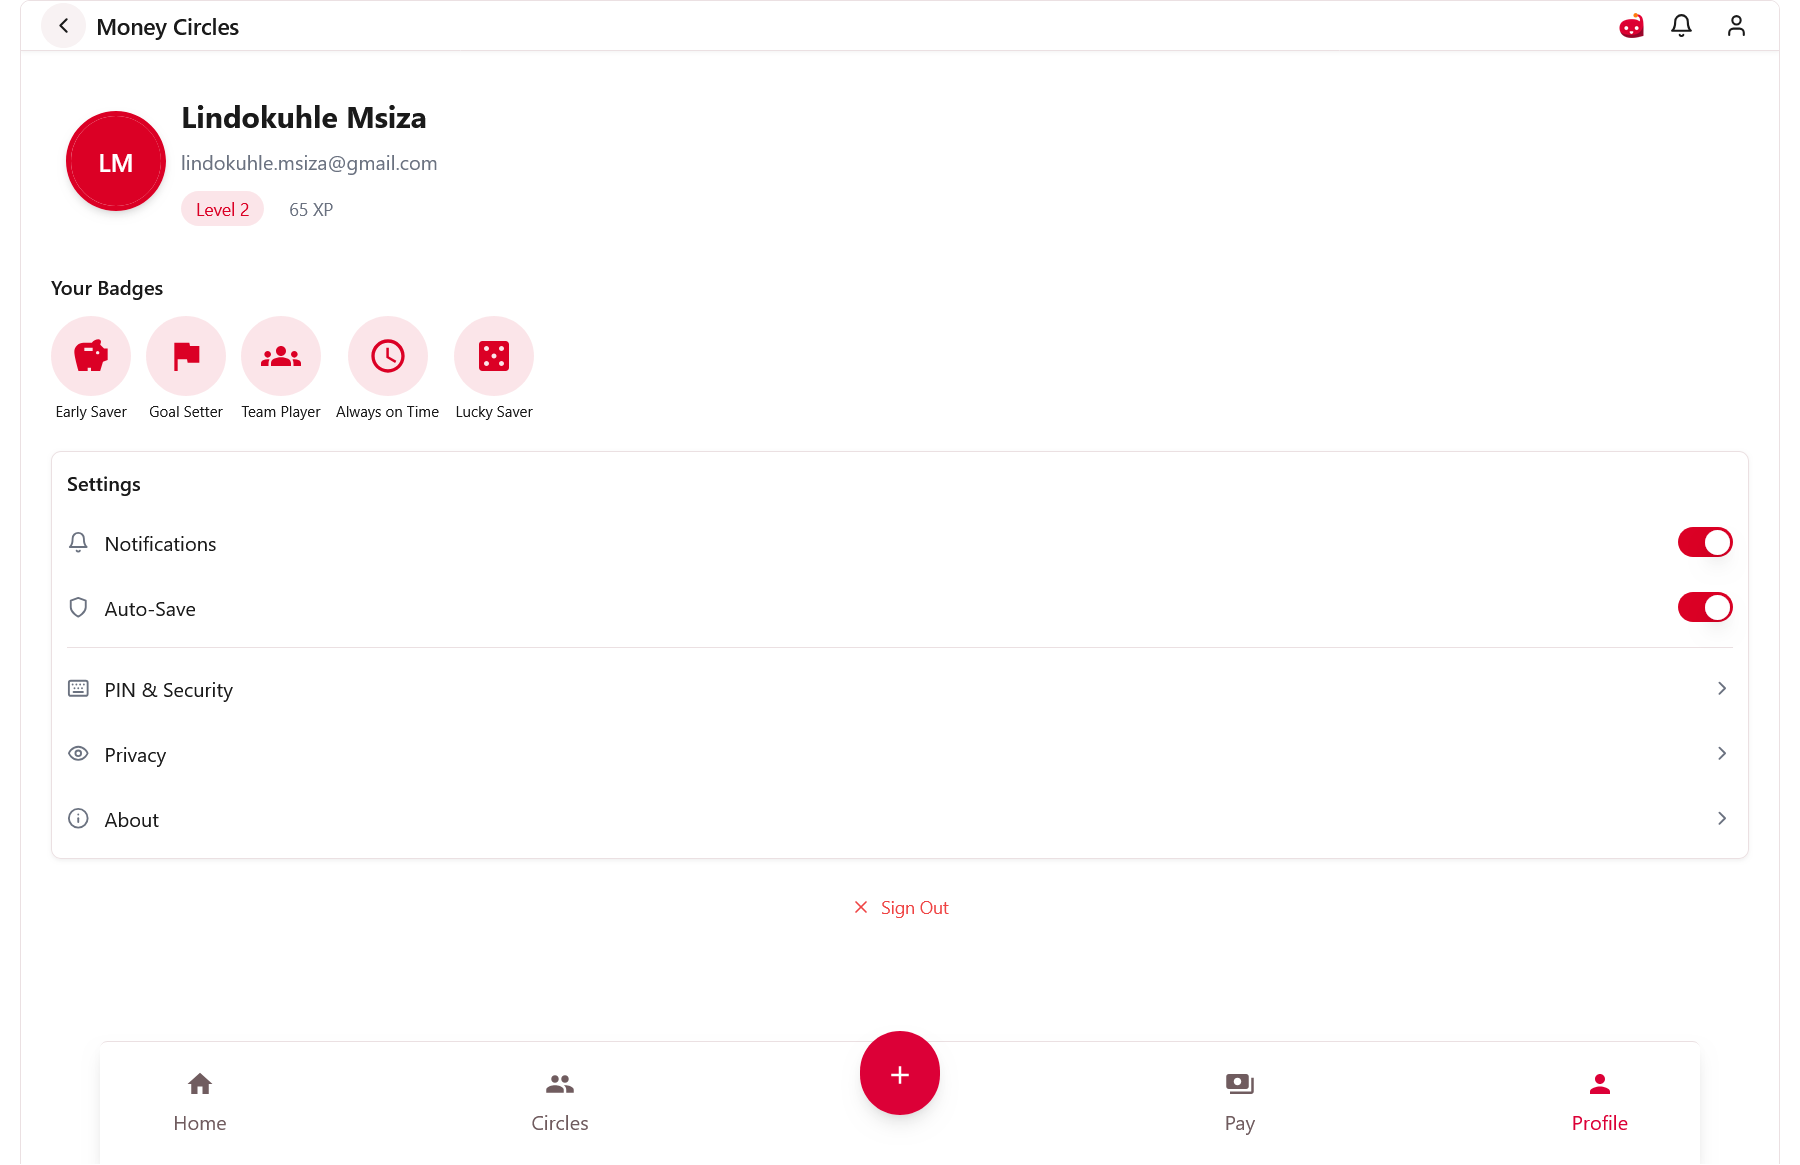 Money Circles
Lindokuhle Msiza
LM
lindokuhle.msiza@gmail.com
Level 2 65 XP
Your Badges
Early Saver Goal Setter Team Player Always on Time Lucky Saver
Settings
Notifications
Auto-Save
PIN & Security
Privacy
About
Sign Out
Home Circles + Pay Profile